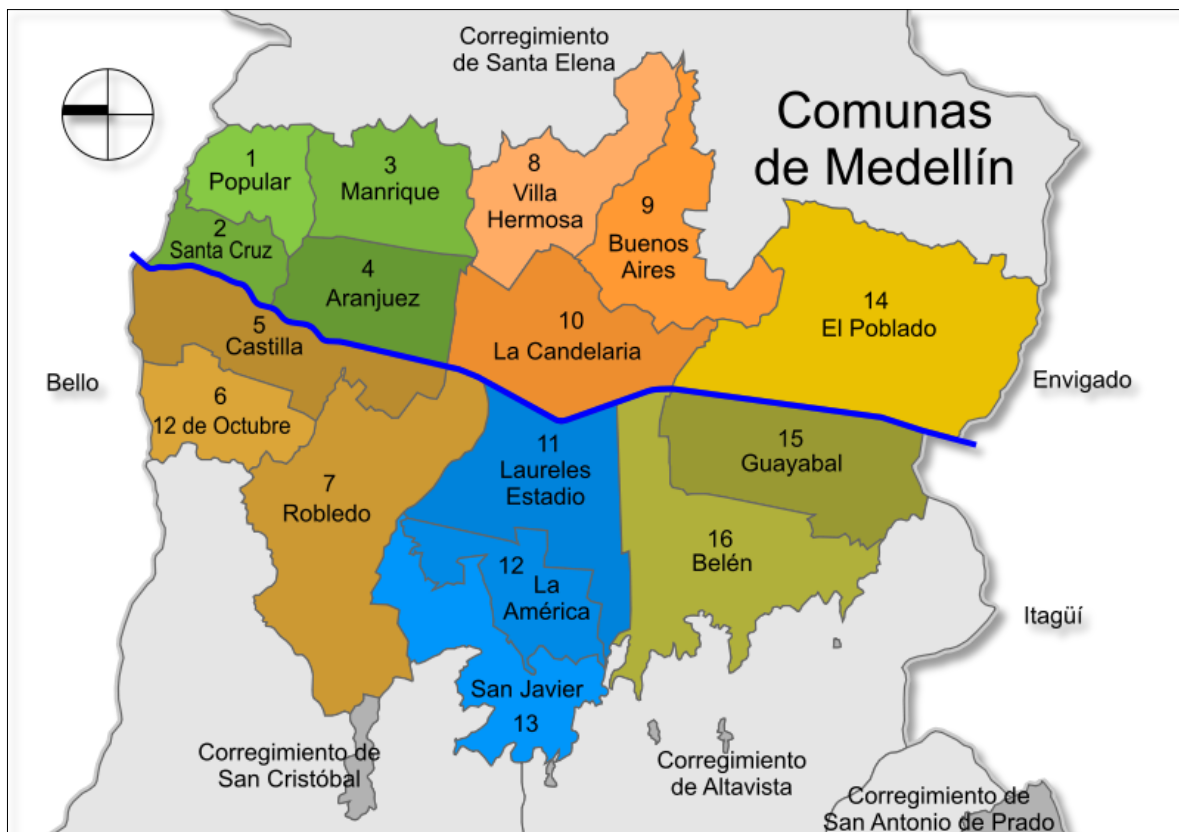 Corregimiento
de Santa Elena
Comunas
de Medellín
1
Popular
3
Manrique
8
Villa
Hermosa
9
Buenos
Aires
2
Santa Cruz
4
Aranjuez
14
El Poblado
5
Castilla
10
La Candelaria
Bello
Envigado
6
12 de Octubre
11
Laureles
Estadio
15
Guayabal
7
Robledo
16
Belén
12
La
América
Itagüí
San Javier
13
Corregimiento de
San Cristóbal
Corregimiento
de Altavista
Corregimiento de
San Antonio de Prado